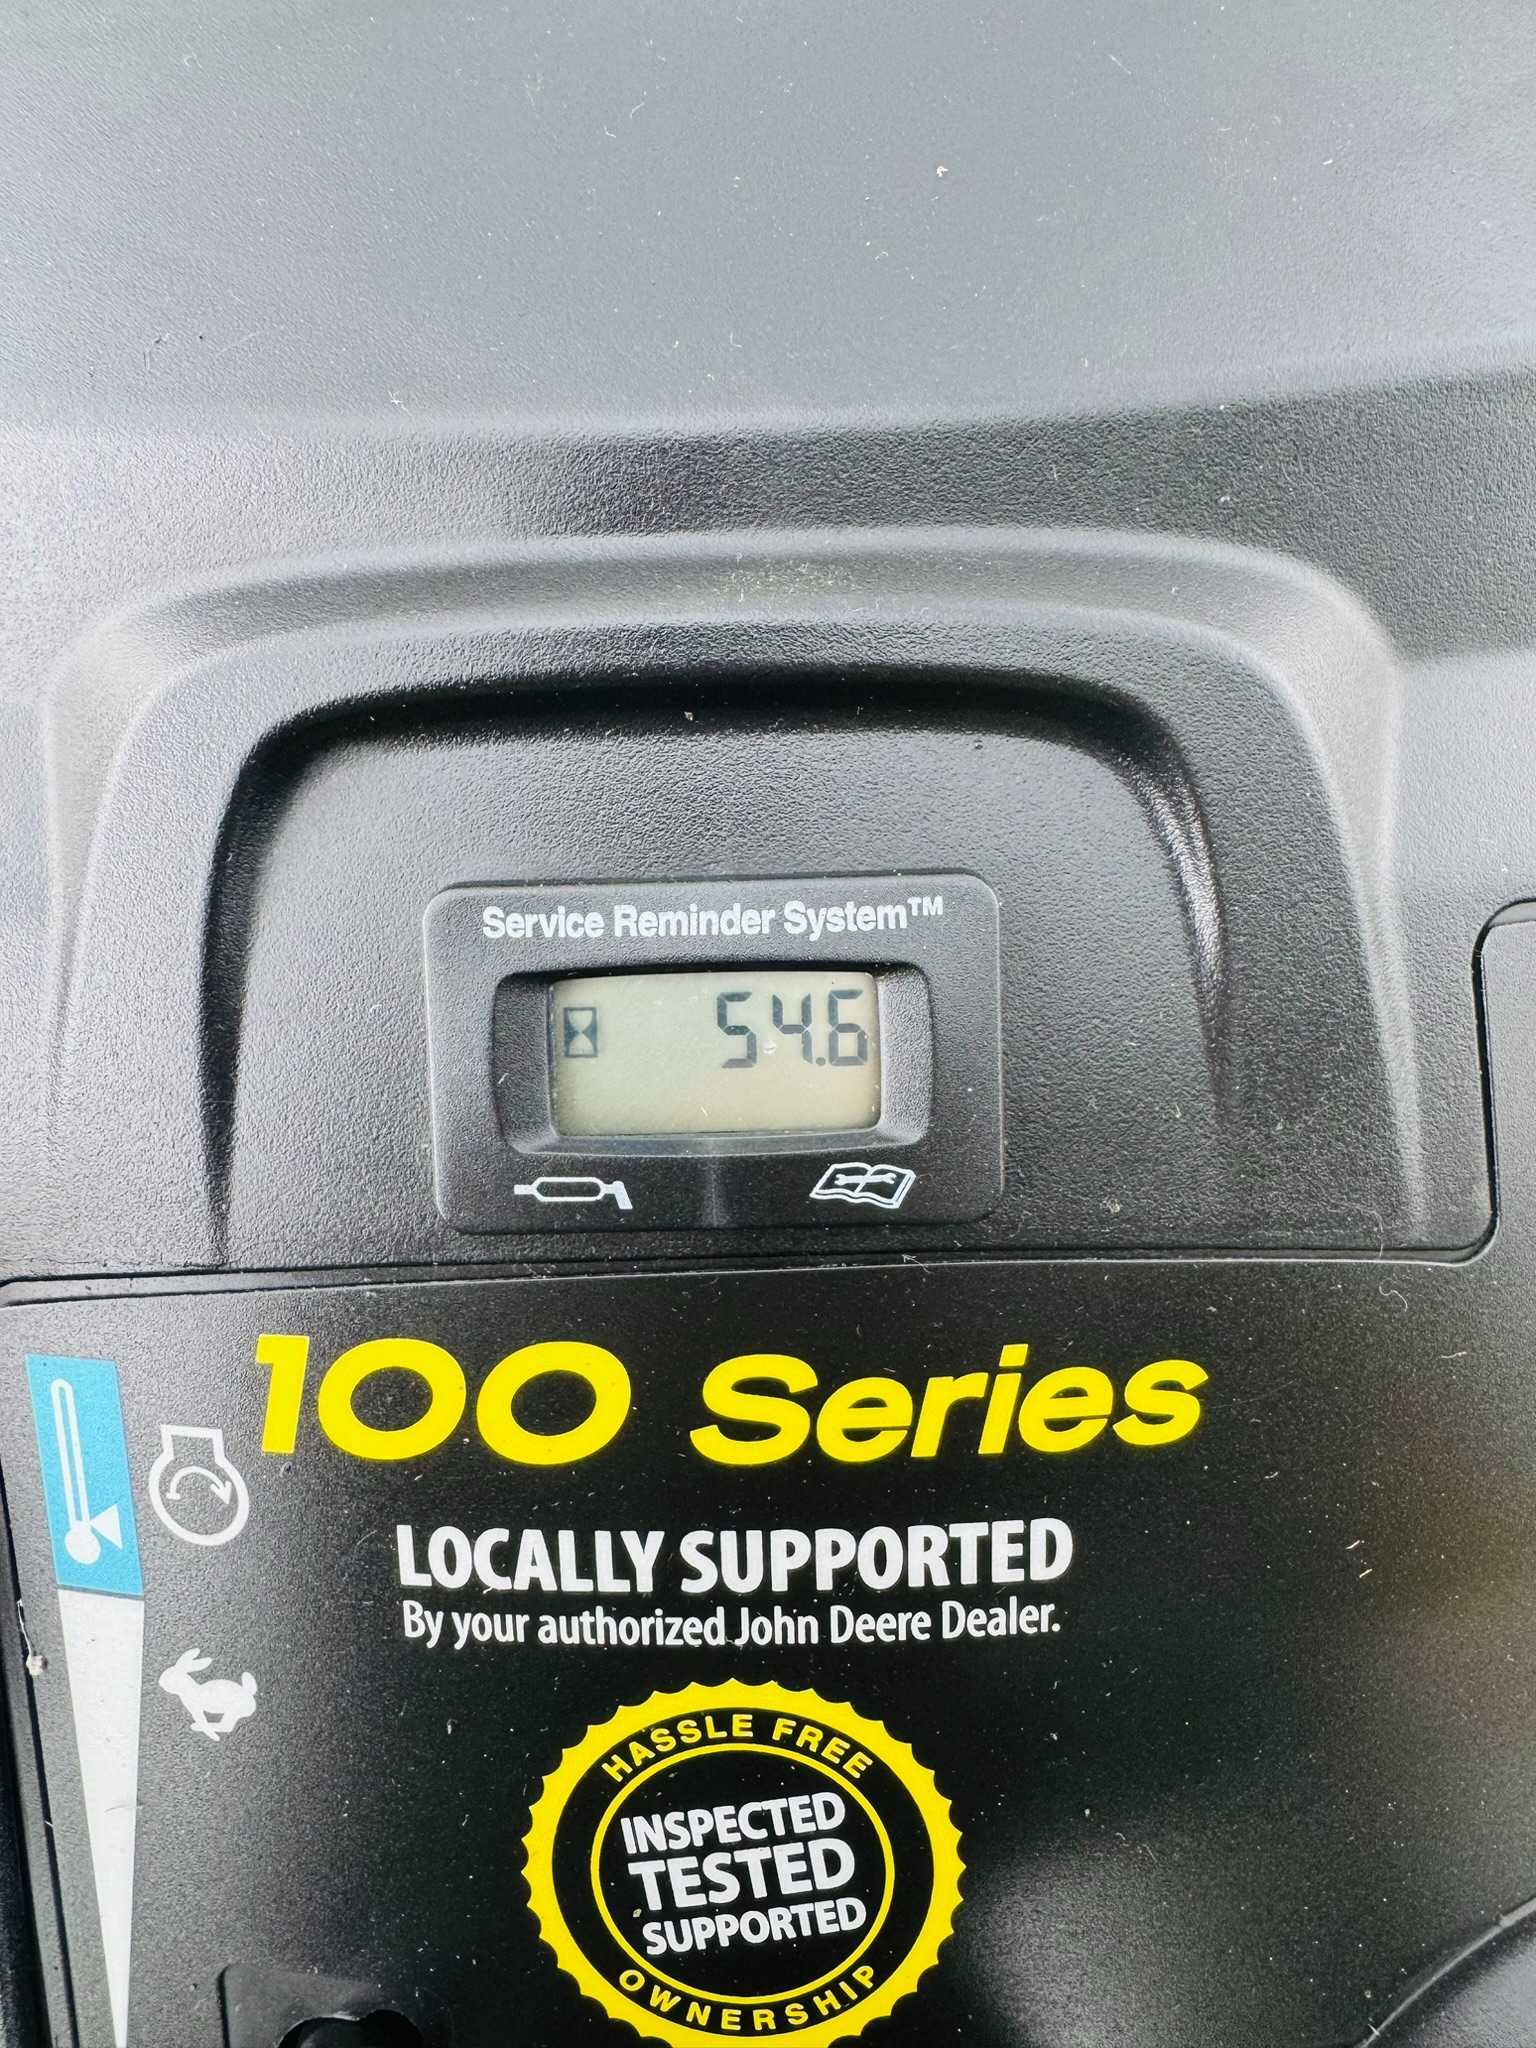 Service Reminder System™
54.6
100 Series
LOCALLY SUPPORTED
By your authorized John Deere Dealer.
HASSLE FREE
INSPECTED
TESTED
SUPPORTED
OWNERSHIP